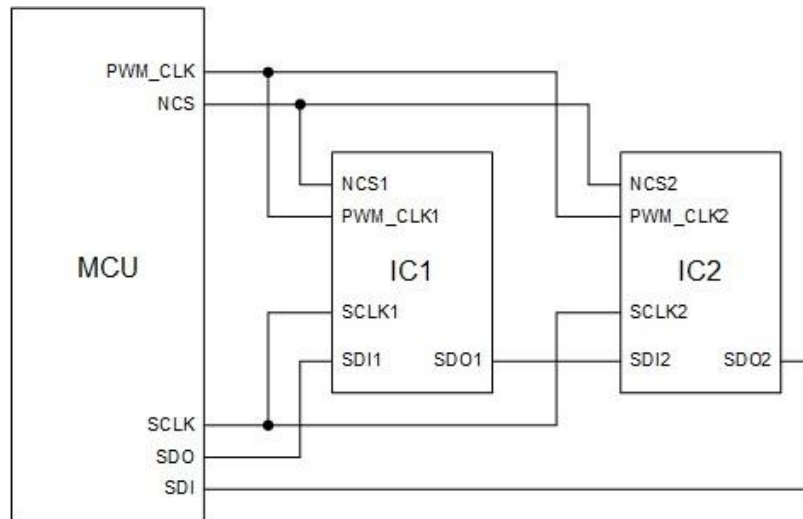 PWM_CLK
NCS
NCS1
NCS2
PWM_CLK1
PWM_CLK2
MCU
IC1
IC2
SCLK1
SCLK2
SDI1
SDO1
SDI2
SDO2
SCLK
SDO
SDI